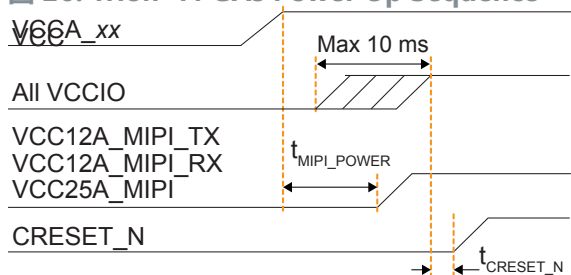 VCC
VCCA_xx
Max 10 ms
All VCCIO
VCC12A_MIPI_TX
VCC12A_MIPI_RX
VCC25A_MIPI
tMIPI_POWER
CRESET_N
tCRESET_N